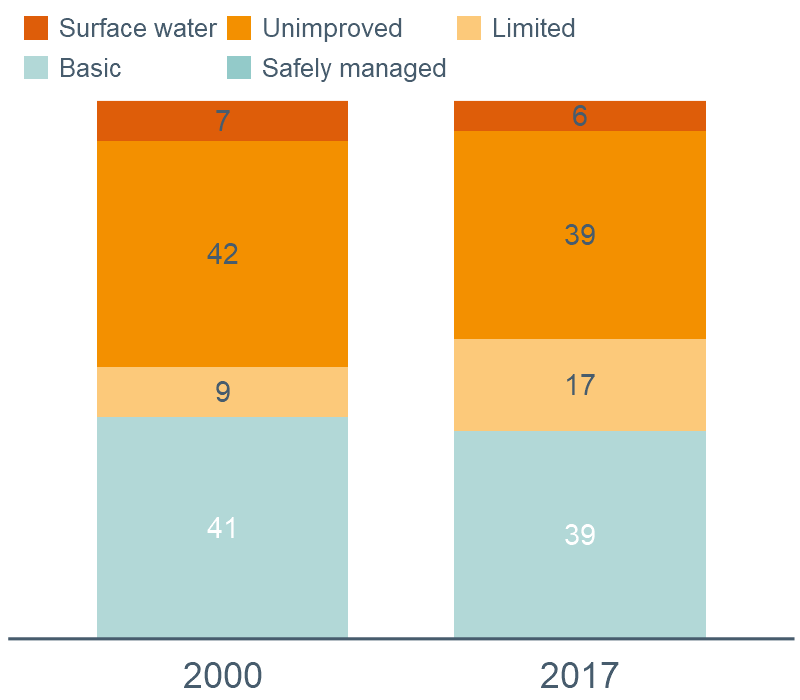 Surface water Unimproved Limited
Basic Safely managed
7 6
42 39
9 17
41 39
2000 2017